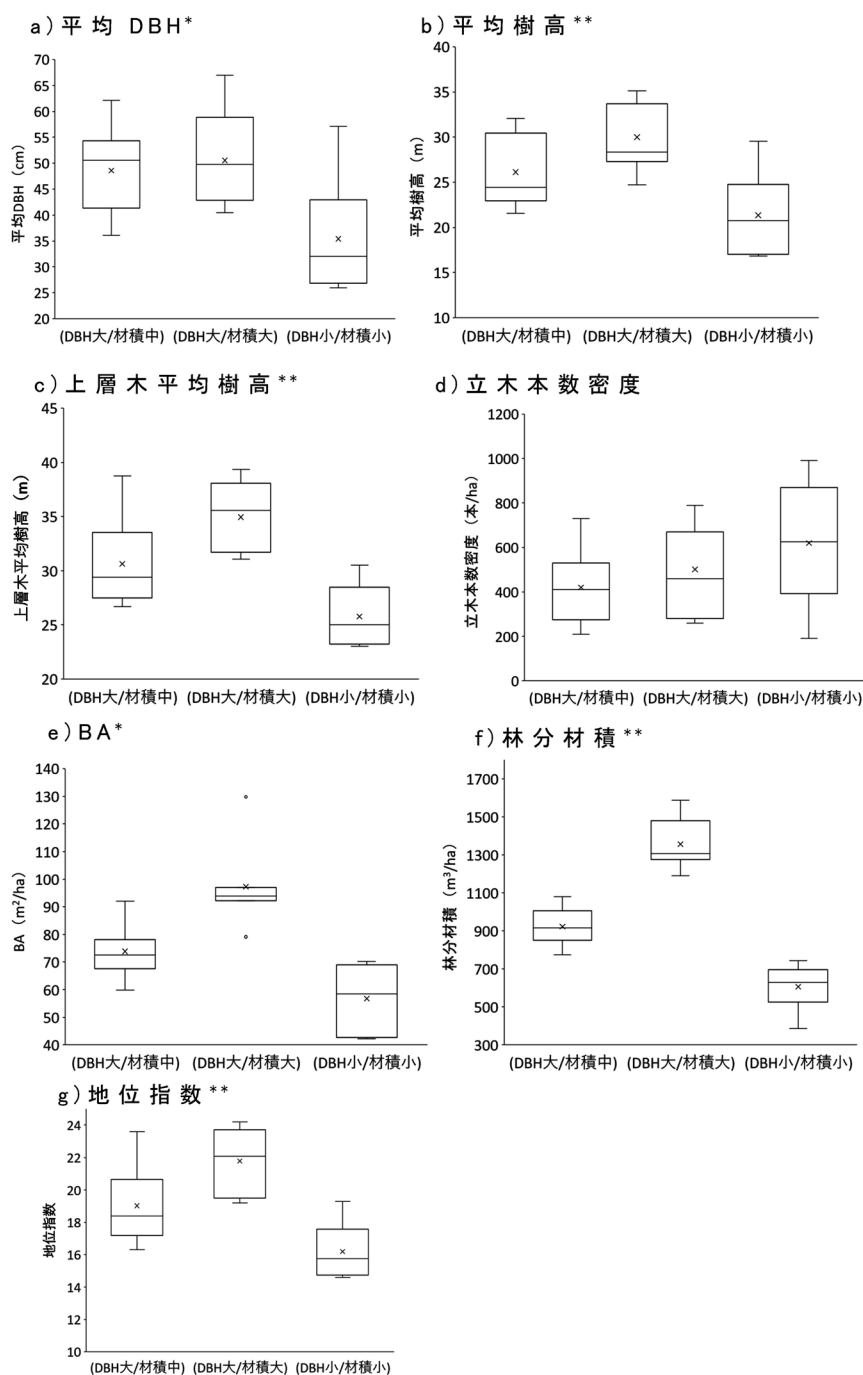 a)平均 DBH*
70
65
60
55
50
45
40
35
30
25
20
平均DBH(cm)
(DBH大/材積中) (DBH大/材積大) (DBH小/材積小)
b)平均樹高**
40
35
30
25
20
15
10
平均樹高(m)
(DBH大/材積中) (DBH大/材積大) (DBH小/材積小)
c)上層木平均樹高**
45
40
35
30
25
20
上層木平均樹高(m)
(DBH大/材積中) (DBH大/材積大) (DBH小/材積小)
d)立木本数密度
1200
1000
800
600
400
200
0
立木本数密度(本/ha)
(DBH大/材積中) (DBH大/材積大) (DBH小/材積小)
e)BA*
140
130
120
110
100
90
80
70
60
50
40
BA(m²/ha)
(DBH大/材積中) (DBH大/材積大) (DBH小/材積小)
f)林分材積**
1700
1500
1300
1100
900
700
500
300
林分材積(m³/ha)
(DBH大/材積中) (DBH大/材積大) (DBH小/材積小)
g)地位指数**
24
22
20
18
16
14
12
10
地位指数
(DBH大/材積中) (DBH大/材積大) (DBH小/材積小)